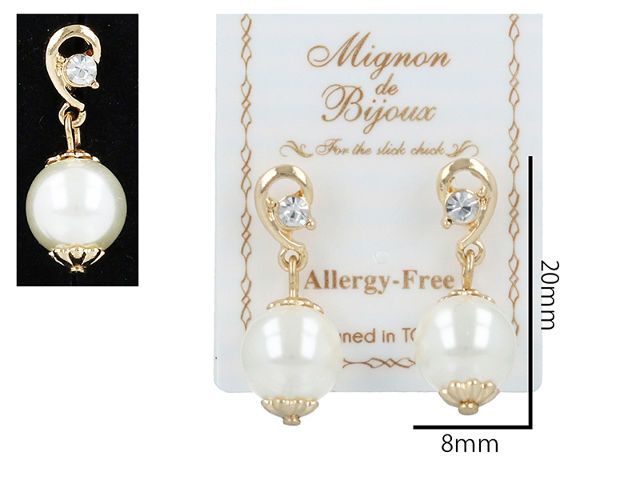 Mignon
de
Bijoux
For the slick chick
Allergy-Free
20mm
8mm